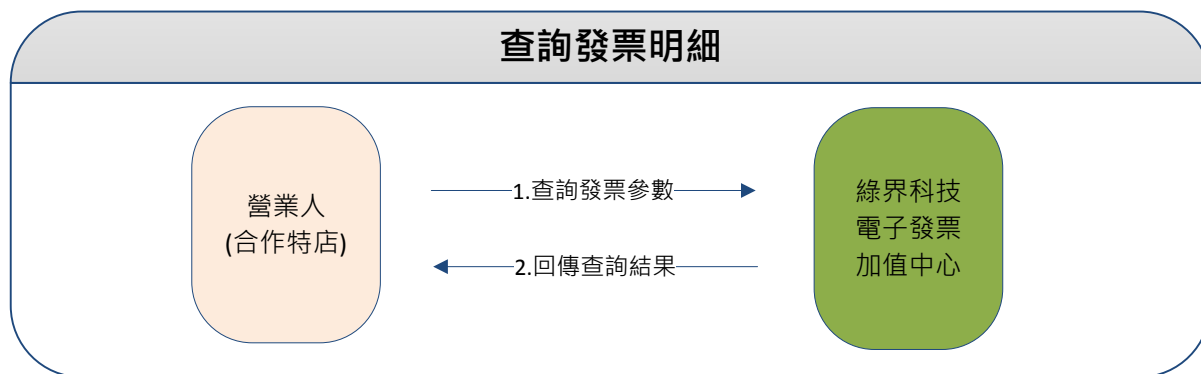 查詢發票明細
營業人
(合作特店)
1.查詢發票參數
2.回傳查詢結果
綠界科技
電子發票
加值中心